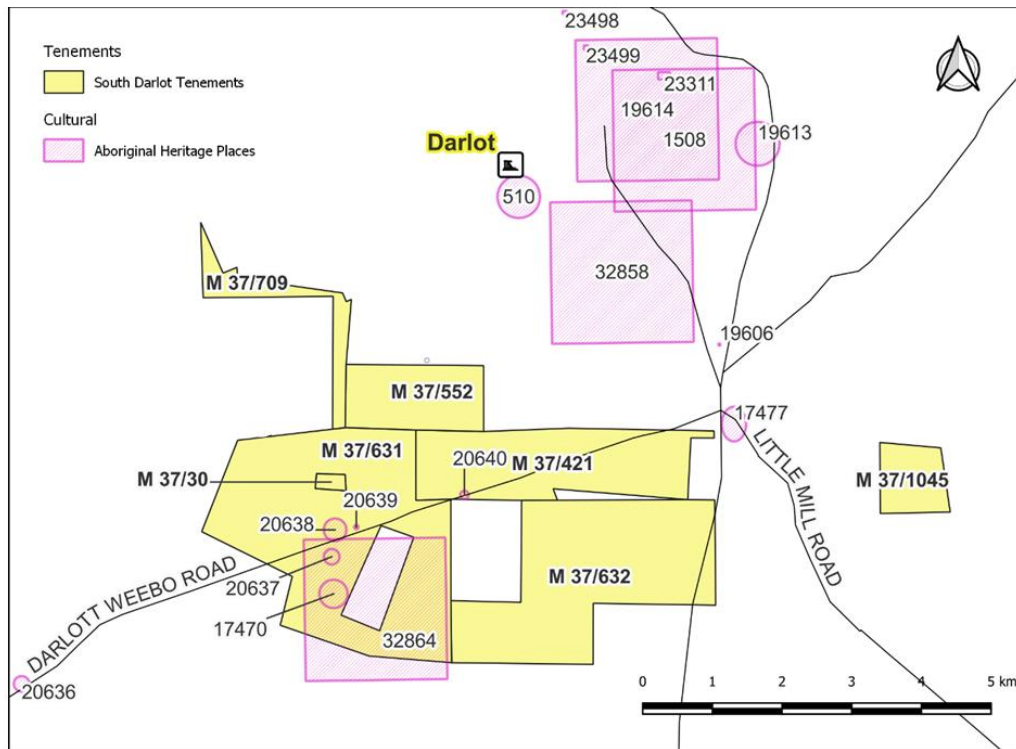 Tenements
South Darlot Tenements
Cultural
Aboriginal Heritage Places
23498
23499
23311
19614
1508
19613
Darlot
510
32858
M 37/709
19606
M 37/552
17477
M 37/631
20640
M 37/421
M 37/30
20639
M 37/1045
20638
LITTLE MILL ROAD
DARLOTT WEEBO ROAD
20637
M 37/632
17470
32864
20636
0 1 2 3 4 5 km